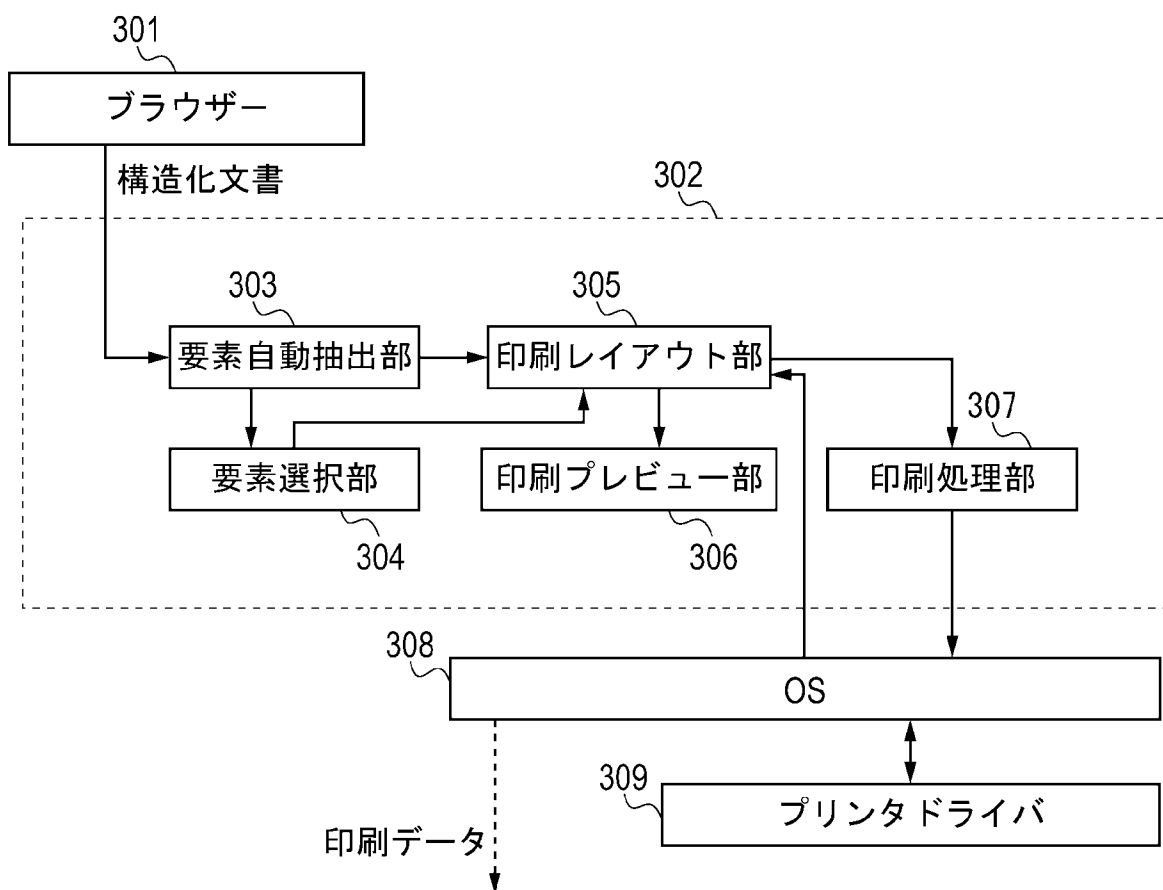 301
ブラウザー
構造化文書
302
303
305
要素自動抽出部
印刷レイアウト部
307
要素選択部
印刷プレビュー部
印刷処理部
304
306
308
OS
309
プリンタドライバ
印刷データ